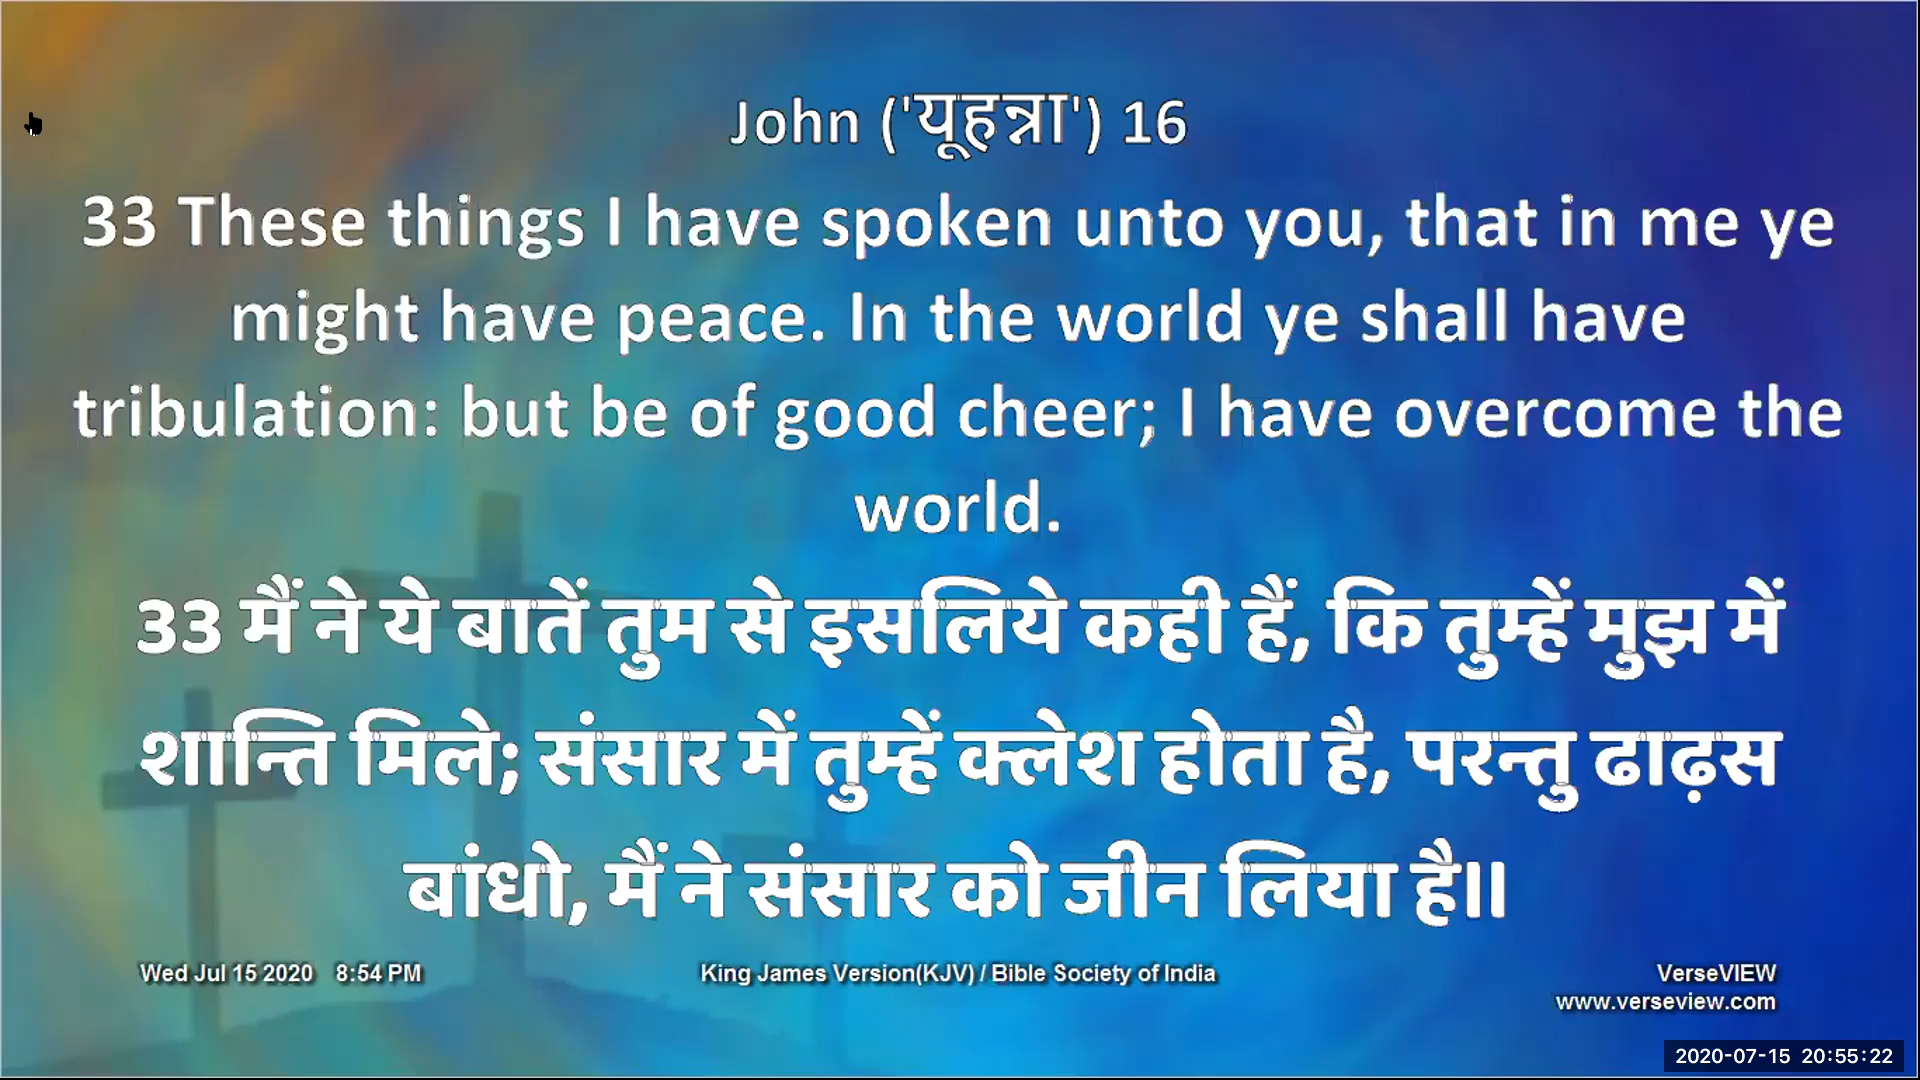 John ('यूहन्ना') 16
33 These things I have spoken unto you, that in me ye
might have peace. In the world ye shall have
tribulation: but be of good cheer; I have overcome the
world.
33 मैं ने ये बातें तुम से इसलिये कही हैं, कि तुम्हें मुझ में
शान्ति मिले; संसार में तुम्हें क्लेश होता है, परन्तु ढाढ़स
बांधो, मैं ने संसार को जीन लिया है॥
Wed Jul 15 2020 8:54 PM King James Version(KJV) / Bible Society of India VerseVIEW
www.verseview.com
2020-07-15 20:55:22